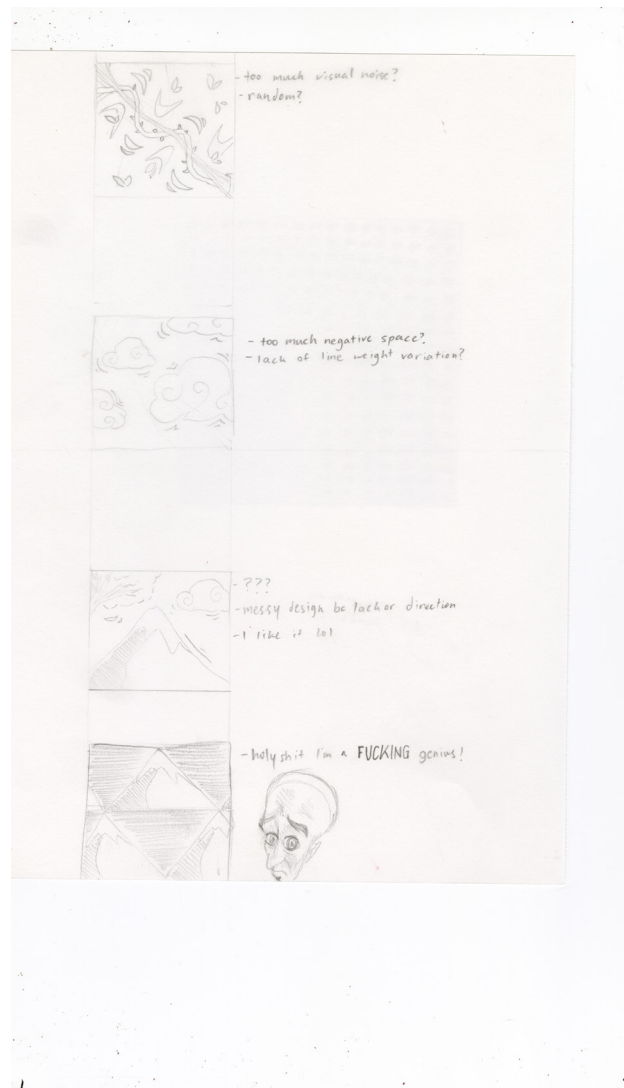 - too much visual noise?
- random?
- too much negative space?
- lack of line weight variation?
- ???
- messy design bc lack of direction
- I like it lol
- holy shit I'm a FUCKING genius!